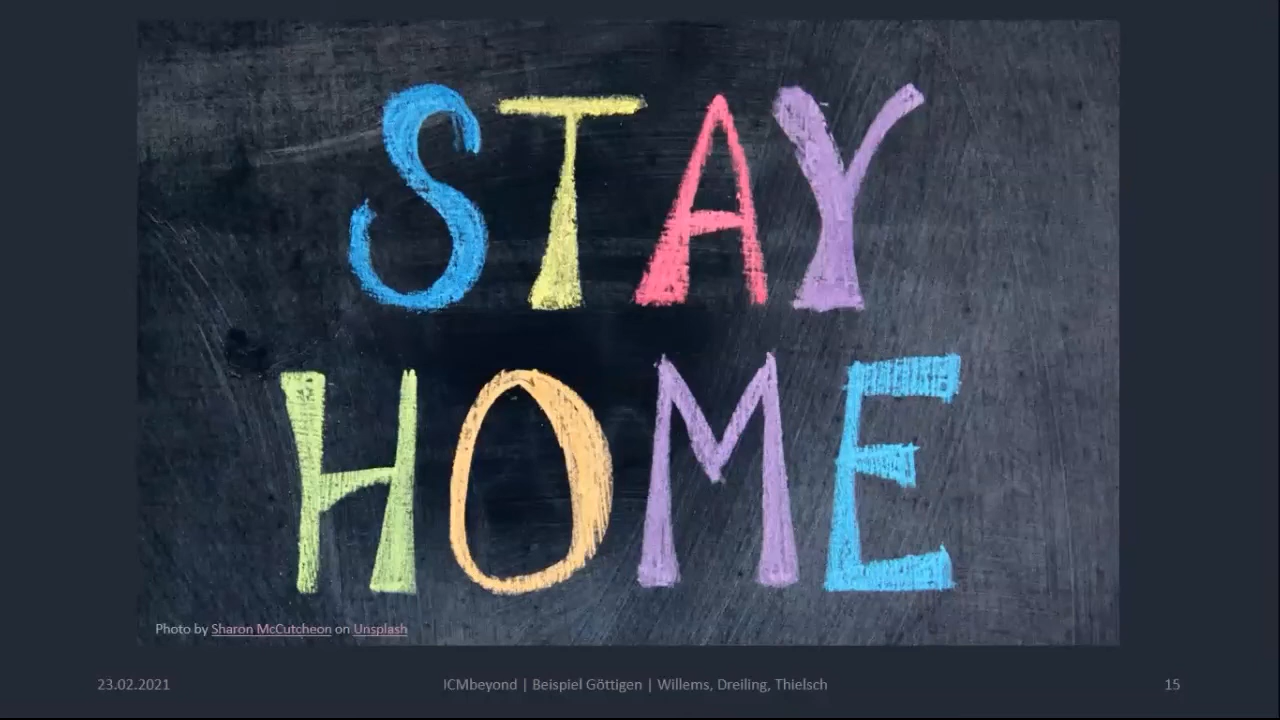 STAY
HOME
Photo by Sharon McCutcheon on Unsplash
23.02.2021
ICMbeyond | Beispiel Göttigen | Willems, Dreiling, Thielsch
15